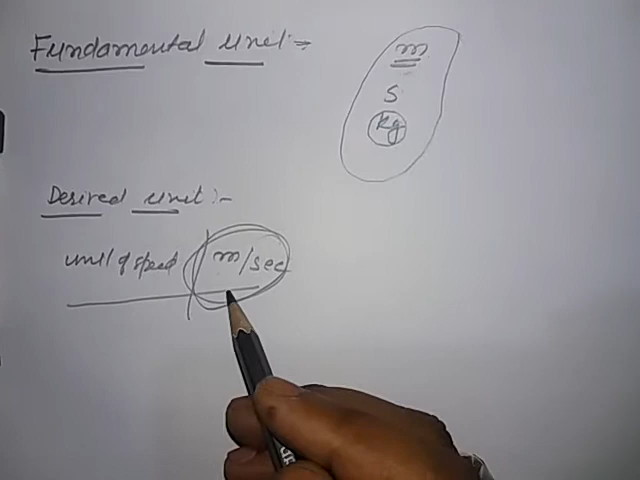 Fundamental unit:-
m
s
kg
Desired unit:-
unit of speed m/sec